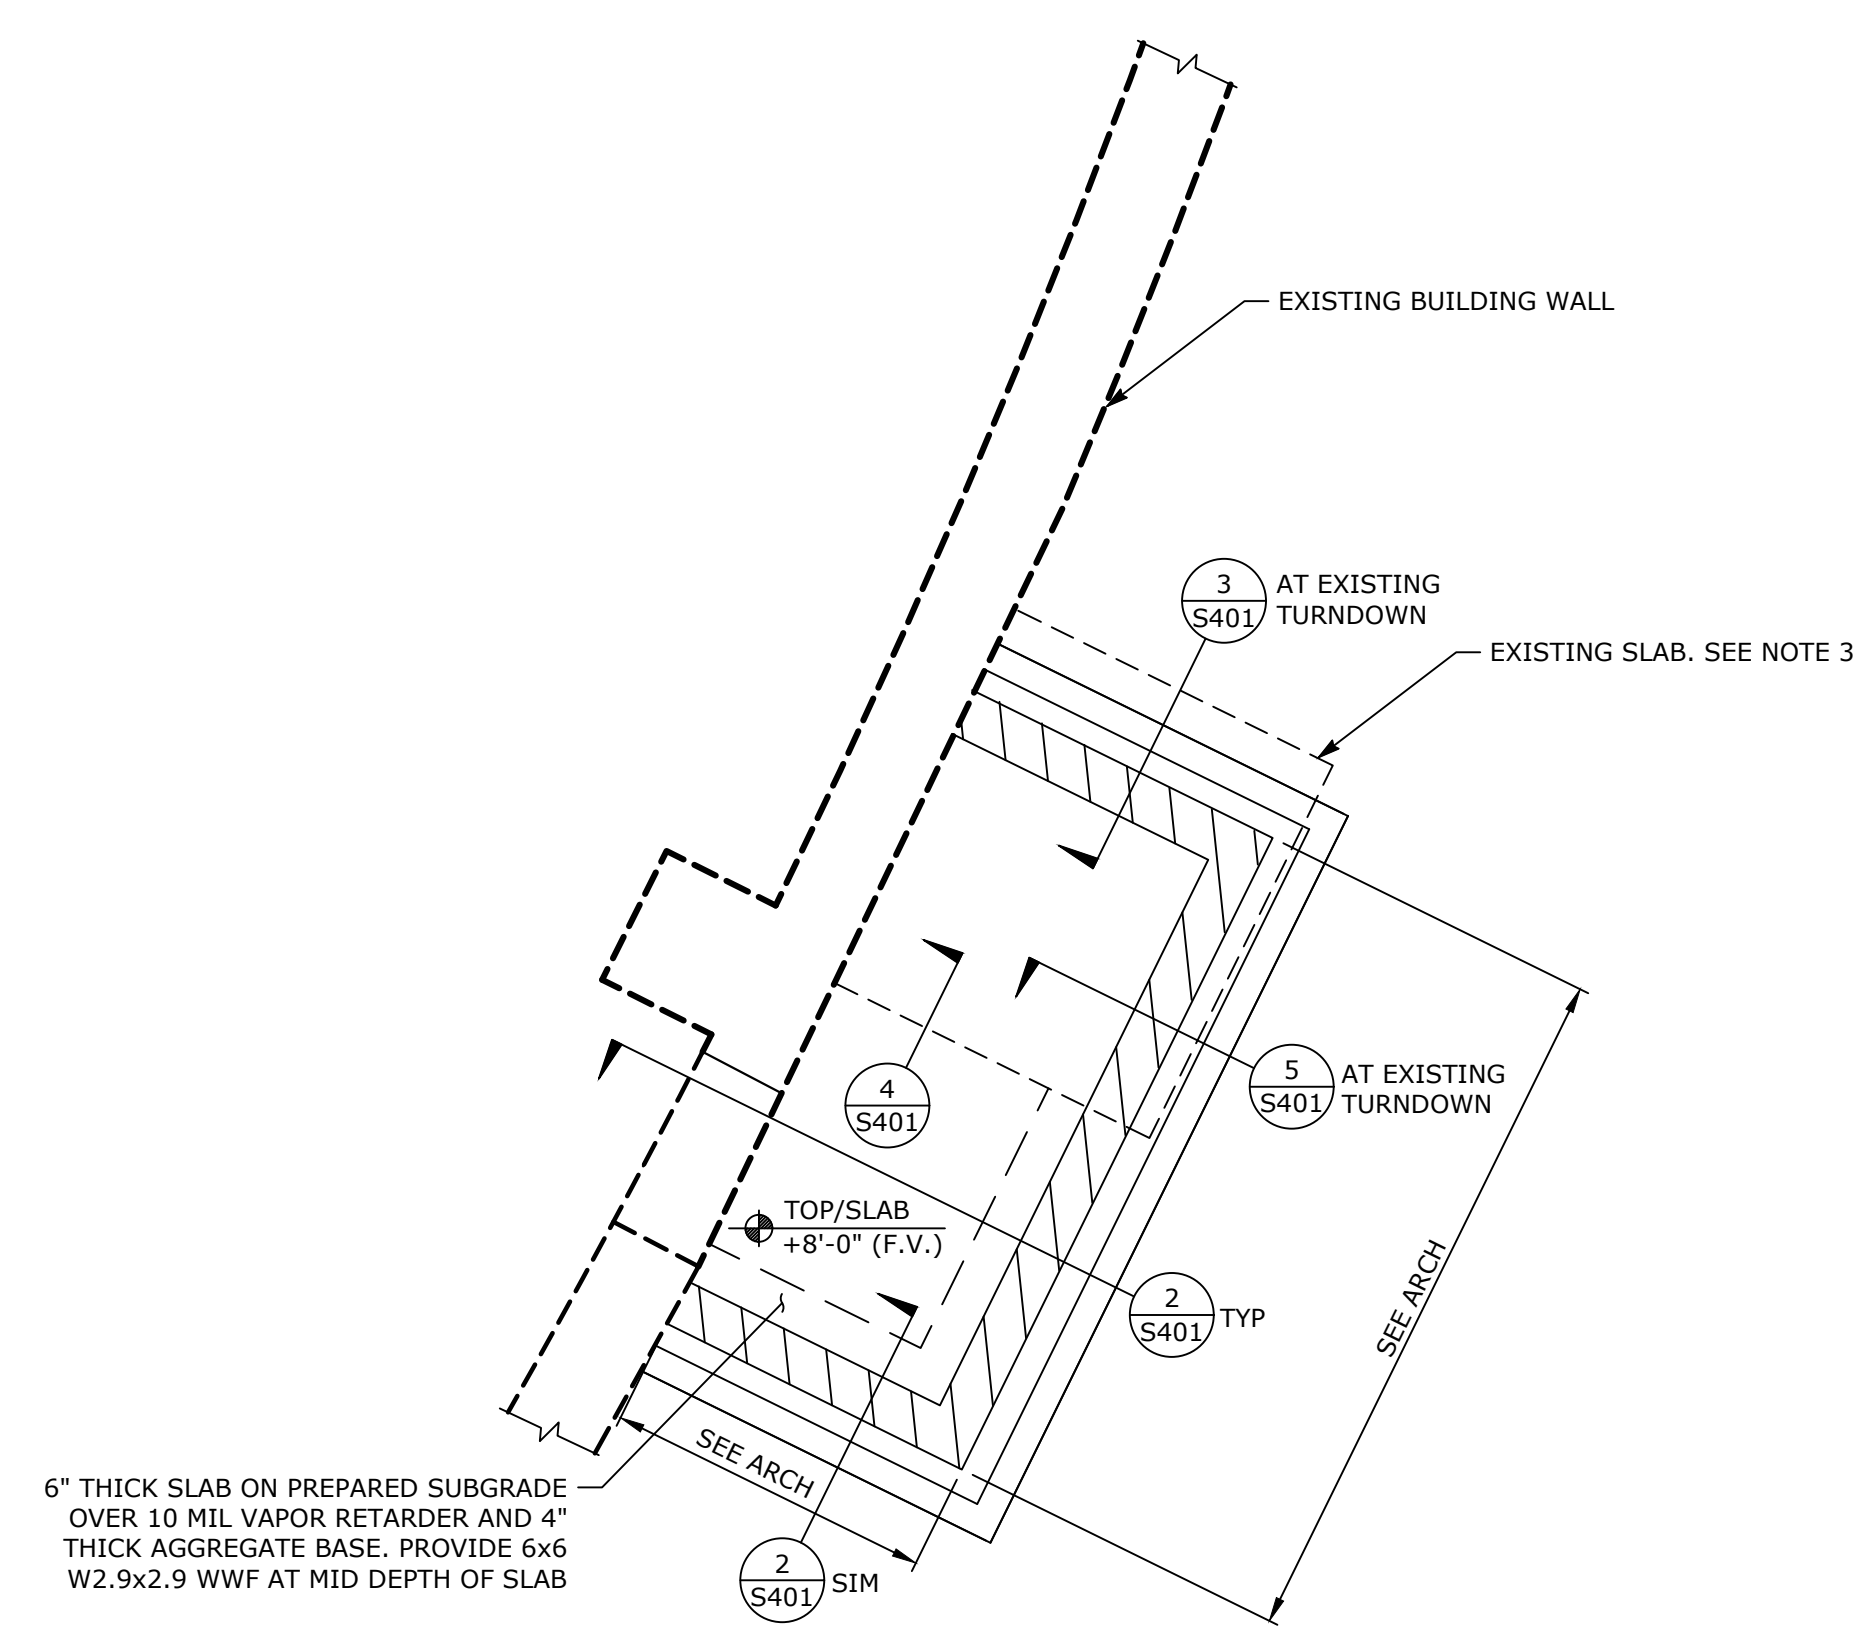 EXISTING BUILDING WALL
3
S401
AT EXISTING
TURNDOWN
EXISTING SLAB. SEE NOTE 3
4
S401
5
S401
AT EXISTING
TURNDOWN
TOP/SLAB
+8'-0" (F.V.)
2
S401
TYP
SEE ARCH
SEE ARCH
6" THICK SLAB ON PREPARED SUBGRADE
OVER 10 MIL VAPOR RETARDER AND 4"
THICK AGGREGATE BASE. PROVIDE 6x6
W2.9x2.9 WWF AT MID DEPTH OF SLAB
2
S401
SIM